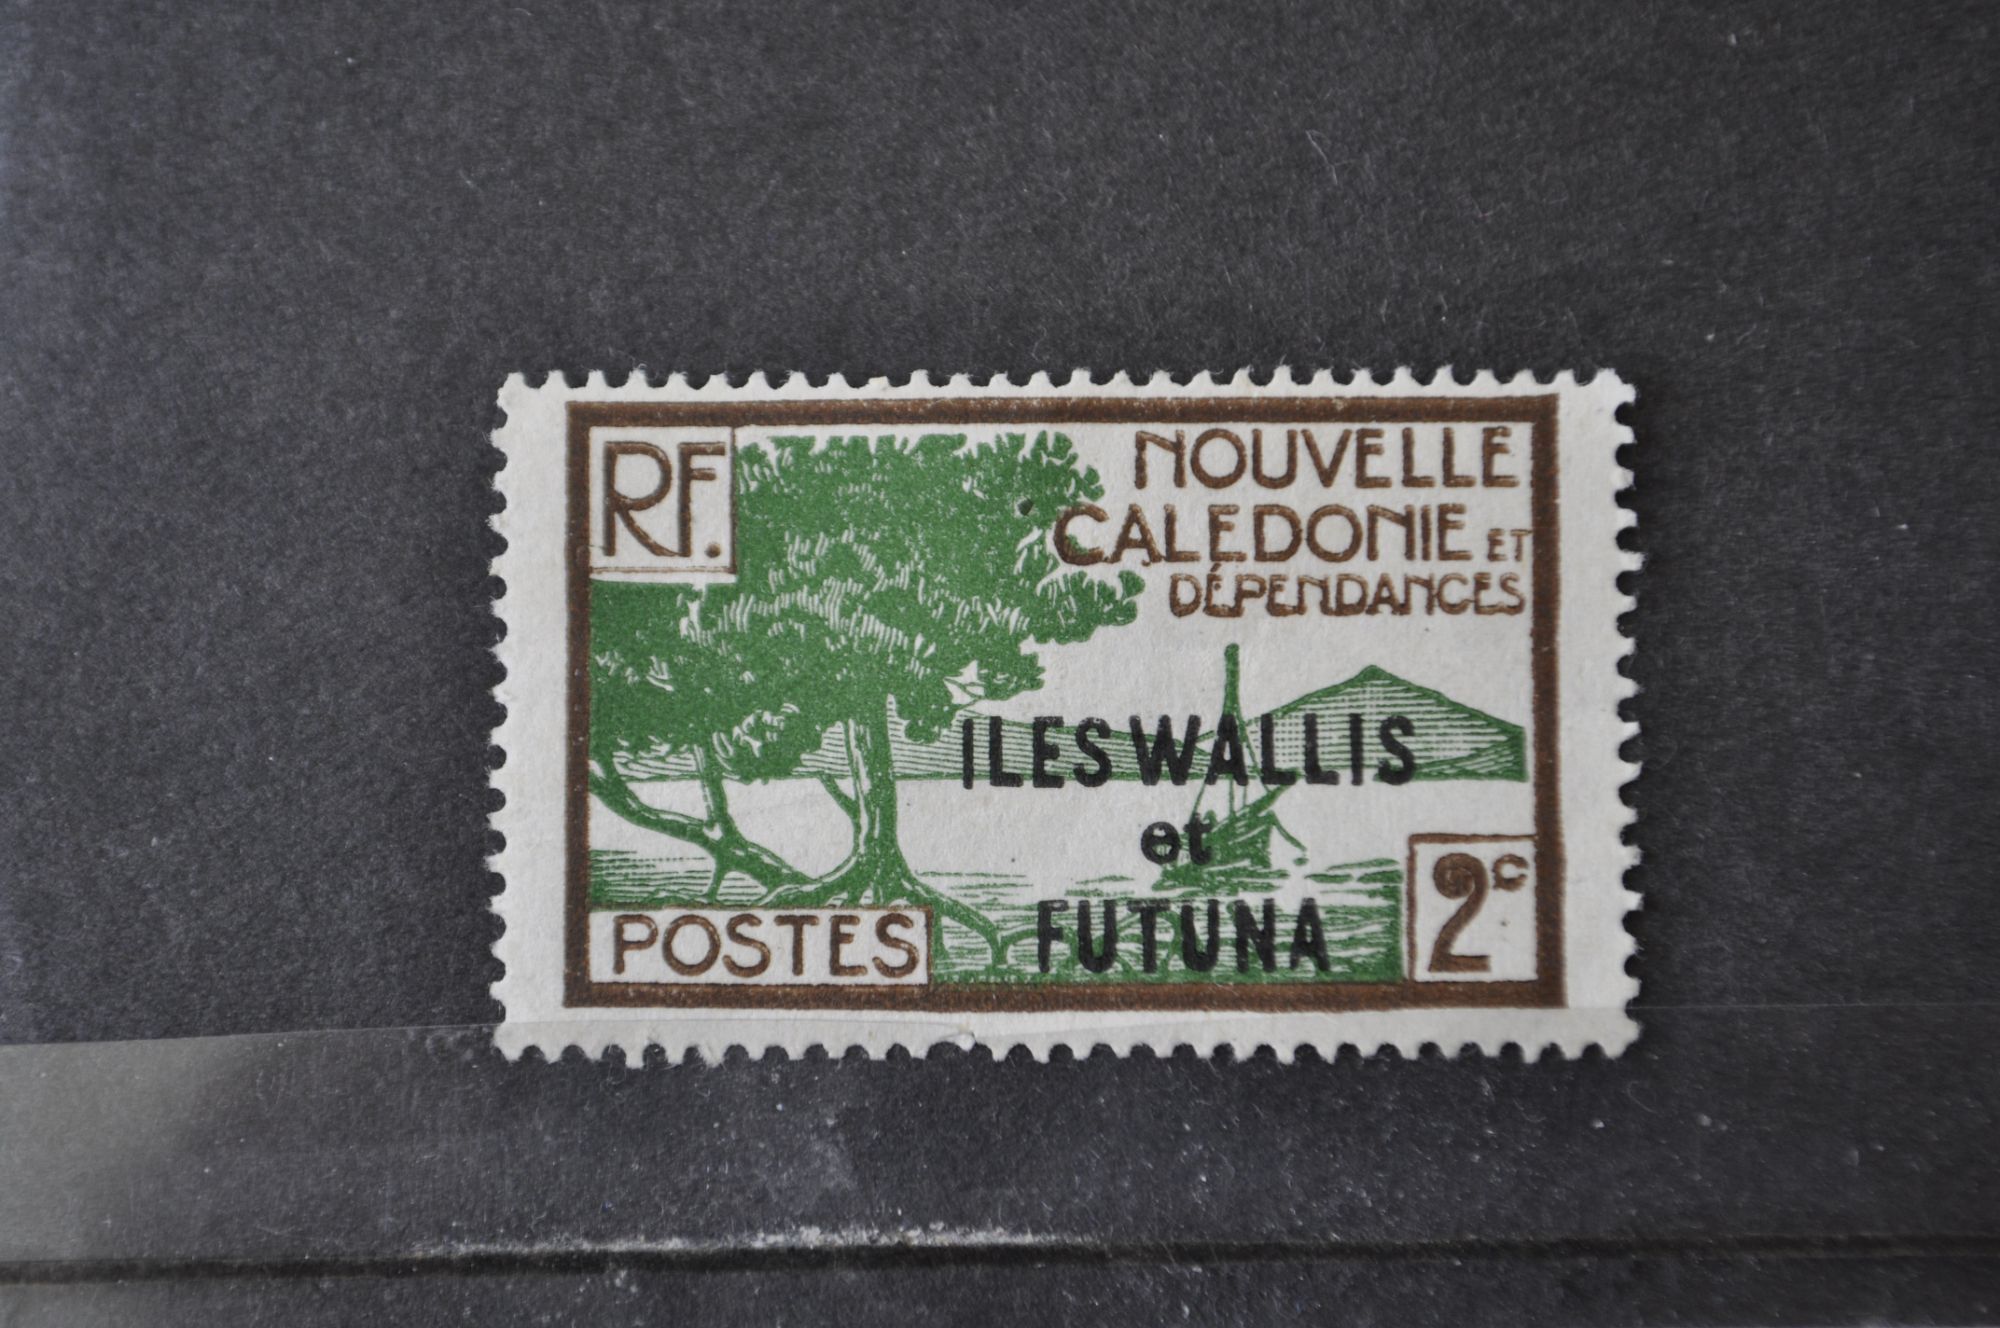 RF.
NOUVELLE
CALEDONIE ET
DÉPENDANCES
ILES WALLIS
et
FUTUNA
POSTES
2c